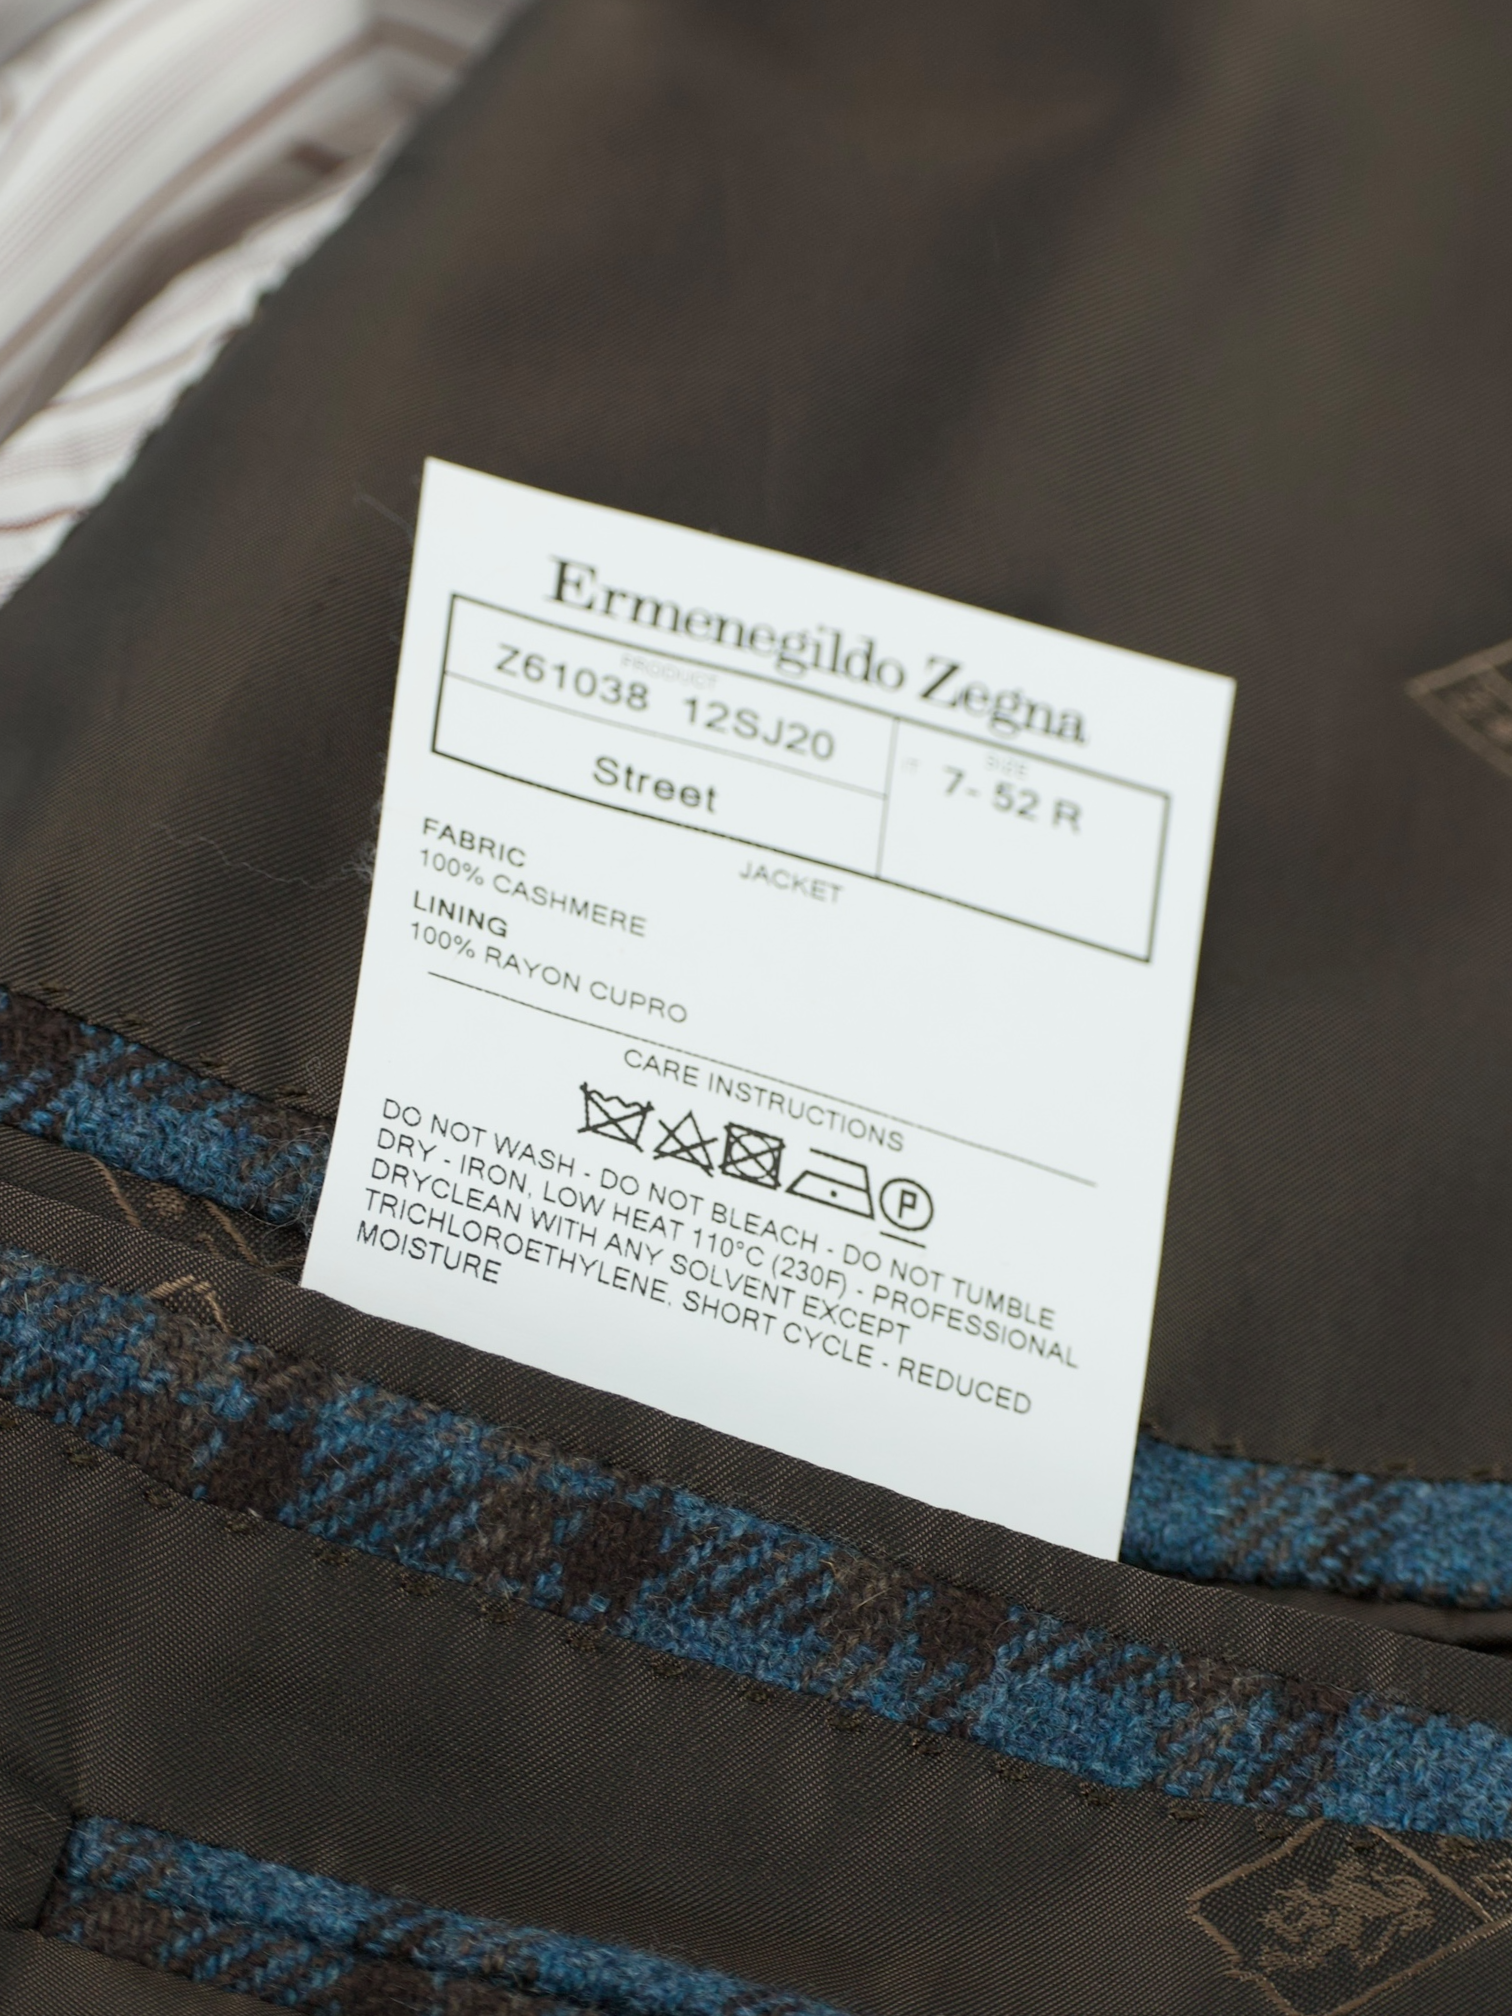 Ermenegildo Zegna
PRODUCT
Z61038 12SJ20
Street
SIZE
7- 52 R
JACKET
FABRIC
100% CASHMERE
LINING
100% RAYON CUPRO
CARE INSTRUCTIONS
P
DO NOT WASH - DO NOT BLEACH - DO NOT TUMBLE
DRY - IRON, LOW HEAT 110°C (230F) - PROFESSIONAL
DRYCLEAN WITH ANY SOLVENT EXCEPT
TRICHLOROETHYLENE, SHORT CYCLE - REDUCED
MOISTURE